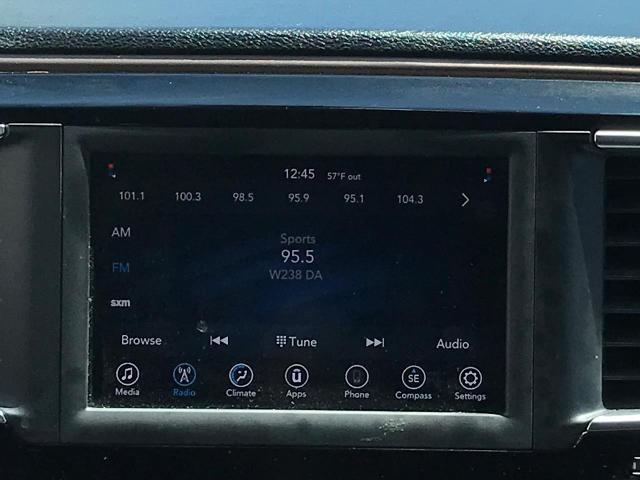 12:45 57°F out
101.1 100.3 98.5 95.9 95.1 104.3
AM
Sports
95.5
FM
W238 DA
sxm
Browse Tune Audio
SE
Media Radio Climate Apps Phone Compass Settings